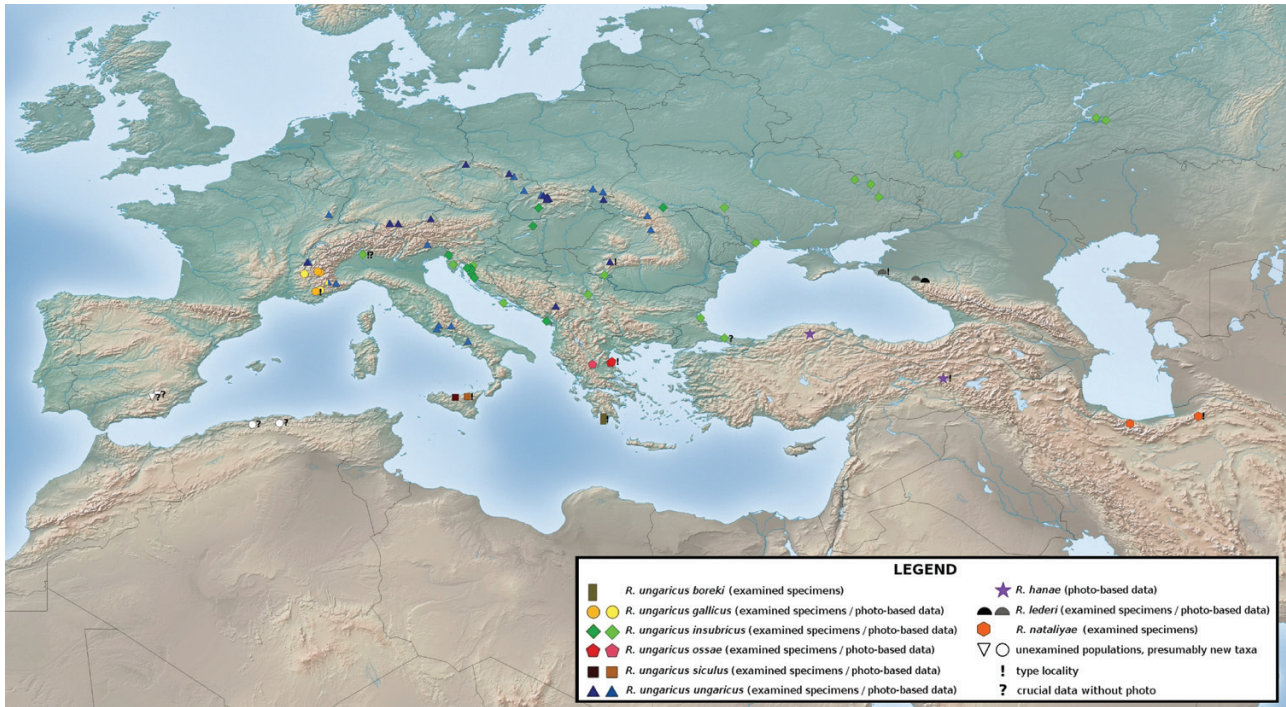 !?
!
!
?
!
!
!
!
!
??
?
?
!
!
LEGEND
R. ungaricus boreki (examined specimens)
R. ungaricus gallicus (examined specimens / photo-based data)
R. ungaricus insubricus (examined specimens / photo-based data)
R. ungaricus ossae (examined specimens / photo-based data)
R. ungaricus siculus (examined specimens / photo-based data)
R. ungaricus ungaricus (examined specimens / photo-based data)
R. hanae (photo-based data)
R. lederi (examined specimens / photo-based data)
R. nataliyae (examined specimens)
unexamined populations, presumably new taxa
! type locality
? crucial data without photo